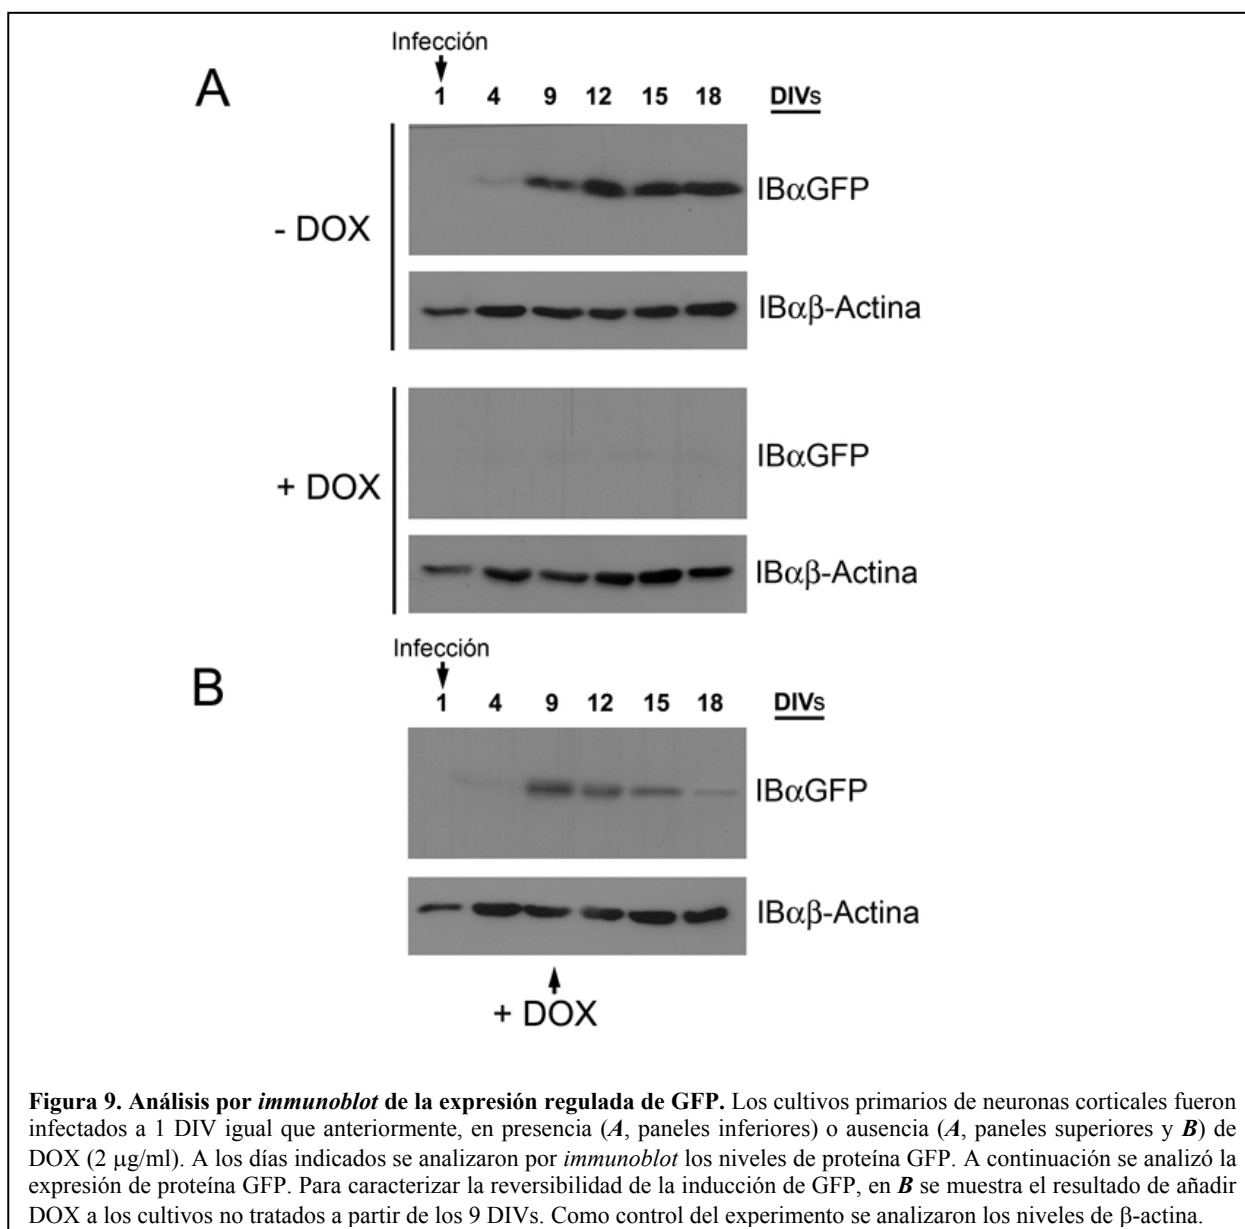 Infección
A
1 4 9 12 15 18 DIVs
IBαGFP
- DOX
IBαβ-Actina
IBαGFP
+ DOX
IBαβ-Actina
Infección
B
1 4 9 12 15 18 DIVs
IBαGFP
IBαβ-Actina
+ DOX
Figura 9. Análisis por immunoblot de la expresión regulada de GFP. Los cultivos primarios de neuronas corticales fueron
infectados a 1 DIV igual que anteriormente, en presencia (A, paneles inferiores) o ausencia (A, paneles superiores y B) de
DOX (2 μg/ml). A los días indicados se analizaron por immunoblot los niveles de proteína GFP. A continuación se analizó la
expresión de proteína GFP. Para caracterizar la reversibilidad de la inducción de GFP, en B se muestra el resultado de añadir
DOX a los cultivos no tratados a partir de los 9 DIVs. Como control del experimento se analizaron los niveles de β-actina.